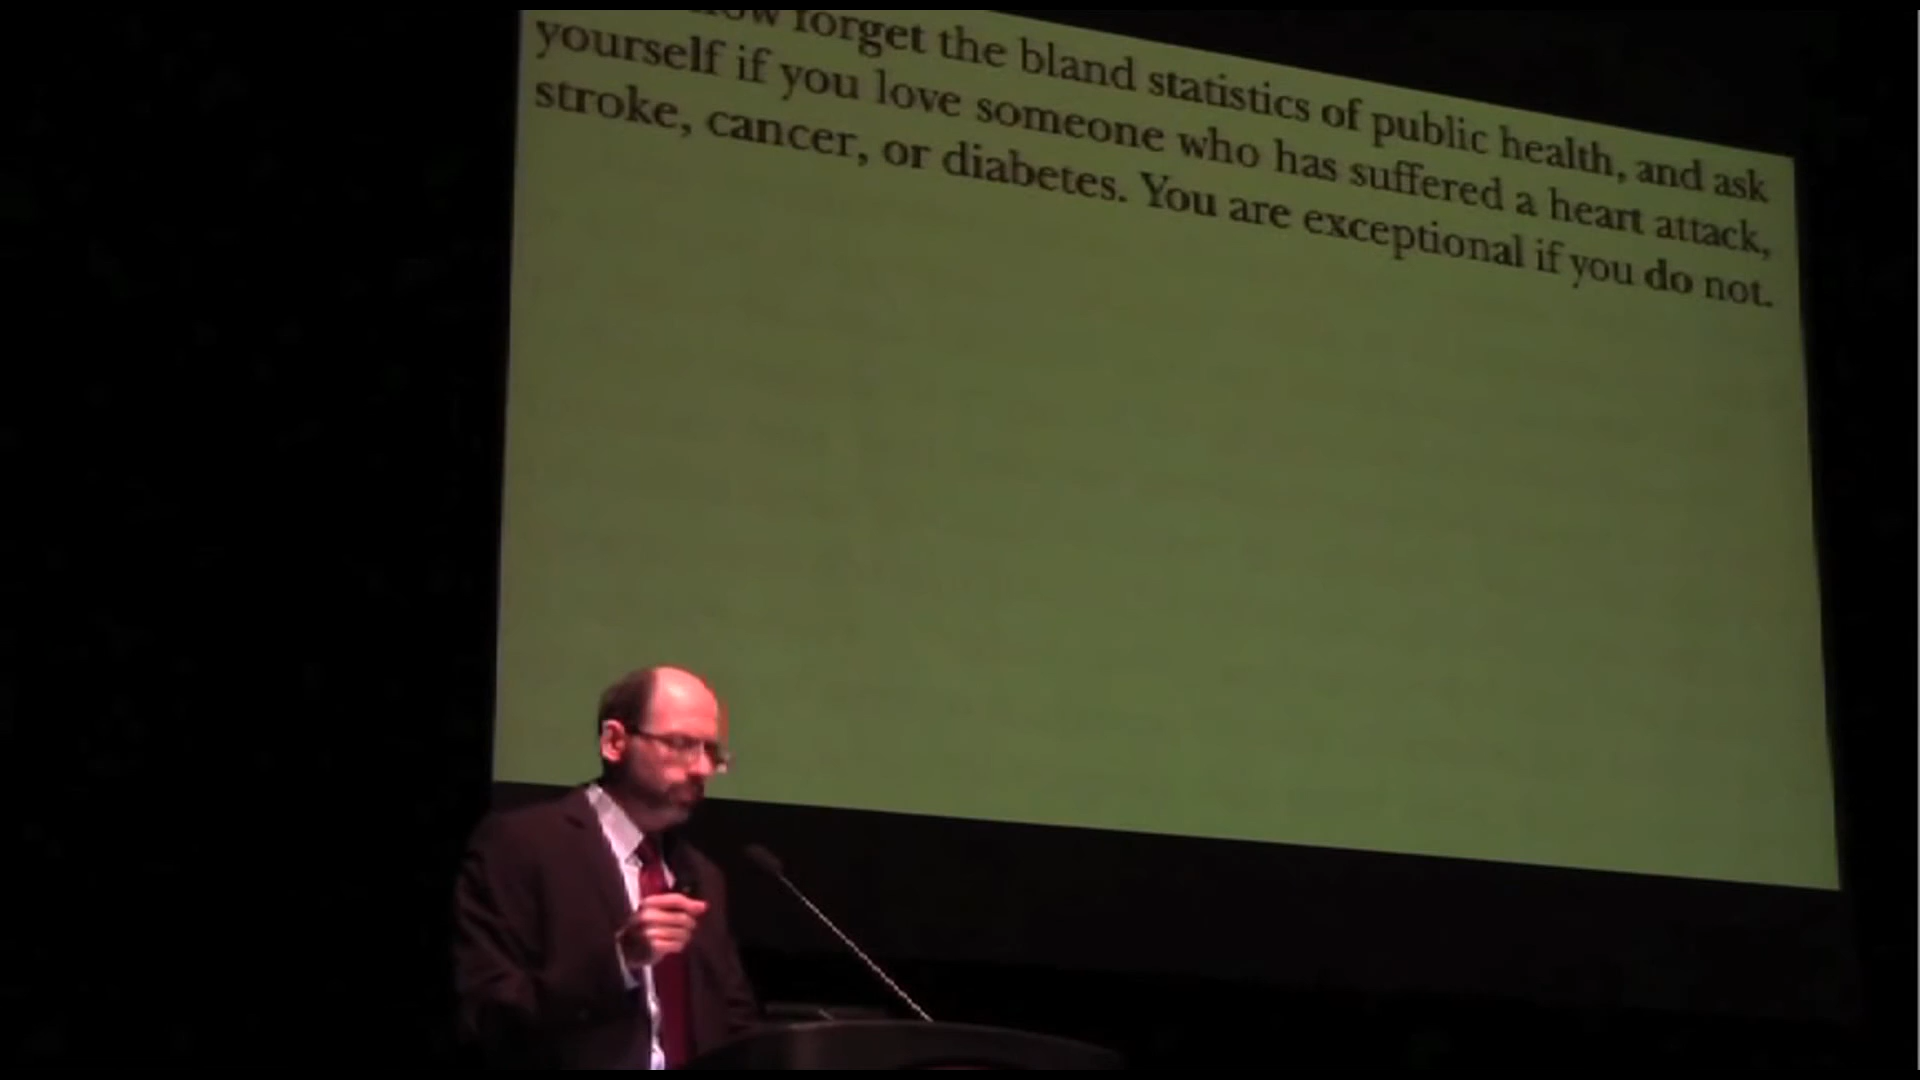 forget the bland statistics of public health, and ask
yourself if you love someone who has suffered a heart attack,
stroke, cancer, or diabetes. You are exceptional if you do not.